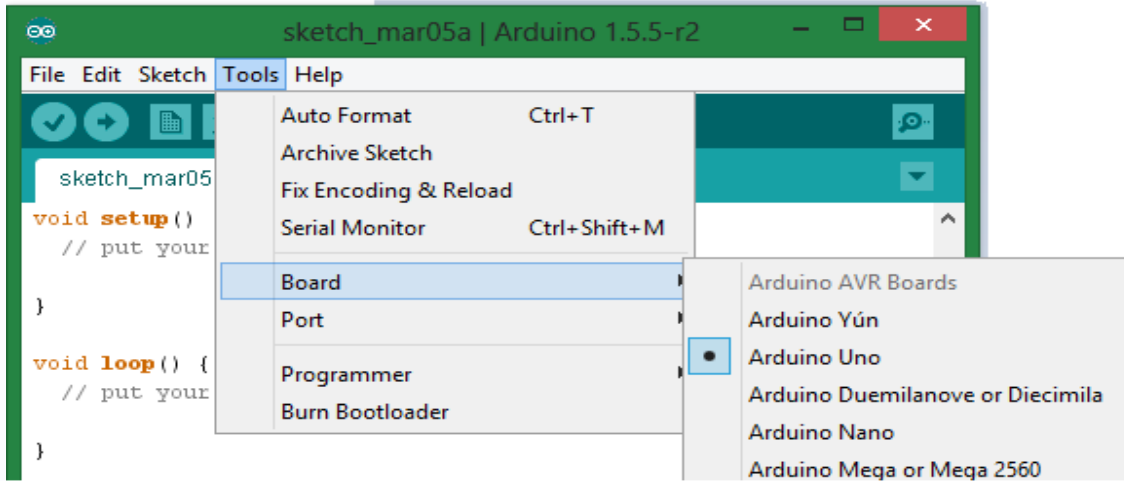 sketch_mar05a | Arduino 1.5.5-r2
File Edit Sketch Tools Help
Auto Format Ctrl+T
Archive Sketch
sketch_mar05
Fix Encoding & Reload
void setup()
Serial Monitor Ctrl+Shift+M
// put your
Board
}
Port
void loop() {
Programmer
// put your
Burn Bootloader
}
Arduino AVR Boards
Arduino Yún
Arduino Uno
Arduino Duemilanove or Diecimila
Arduino Nano
Arduino Mega or Mega 2560